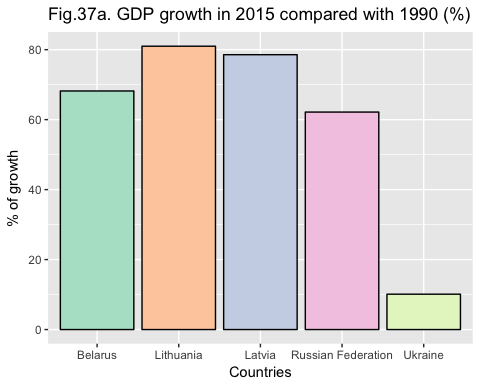 Fig.37a. GDP growth in 2015 compared with 1990 (%)
80
60
40
20
0
% of growth
Belarus Lithuania Latvia Russian Federation Ukraine
Countries